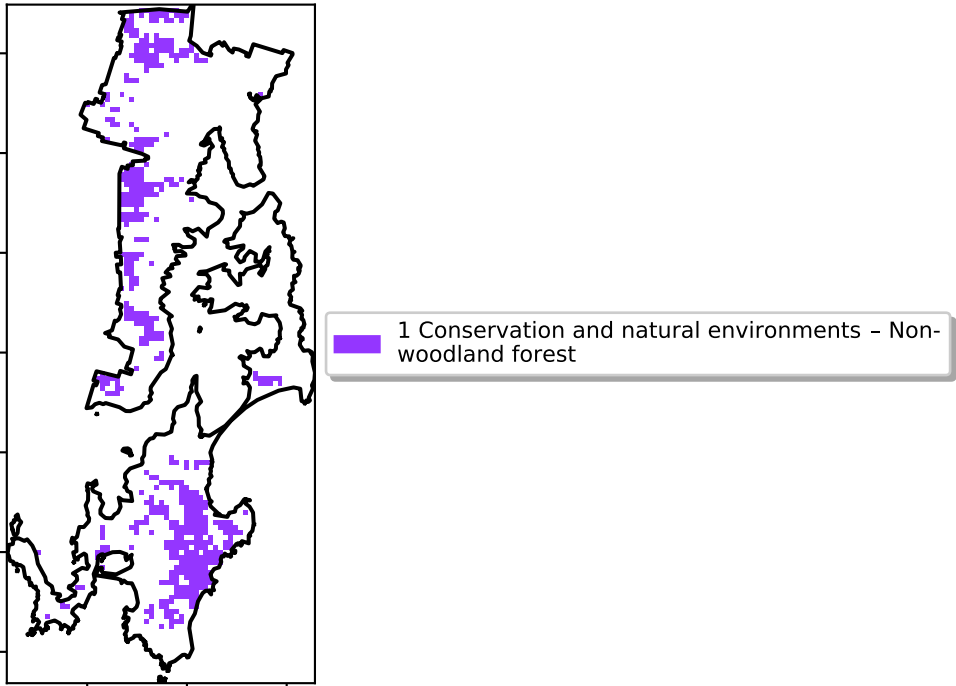 1 Conservation and natural environments – Non-
woodland forest